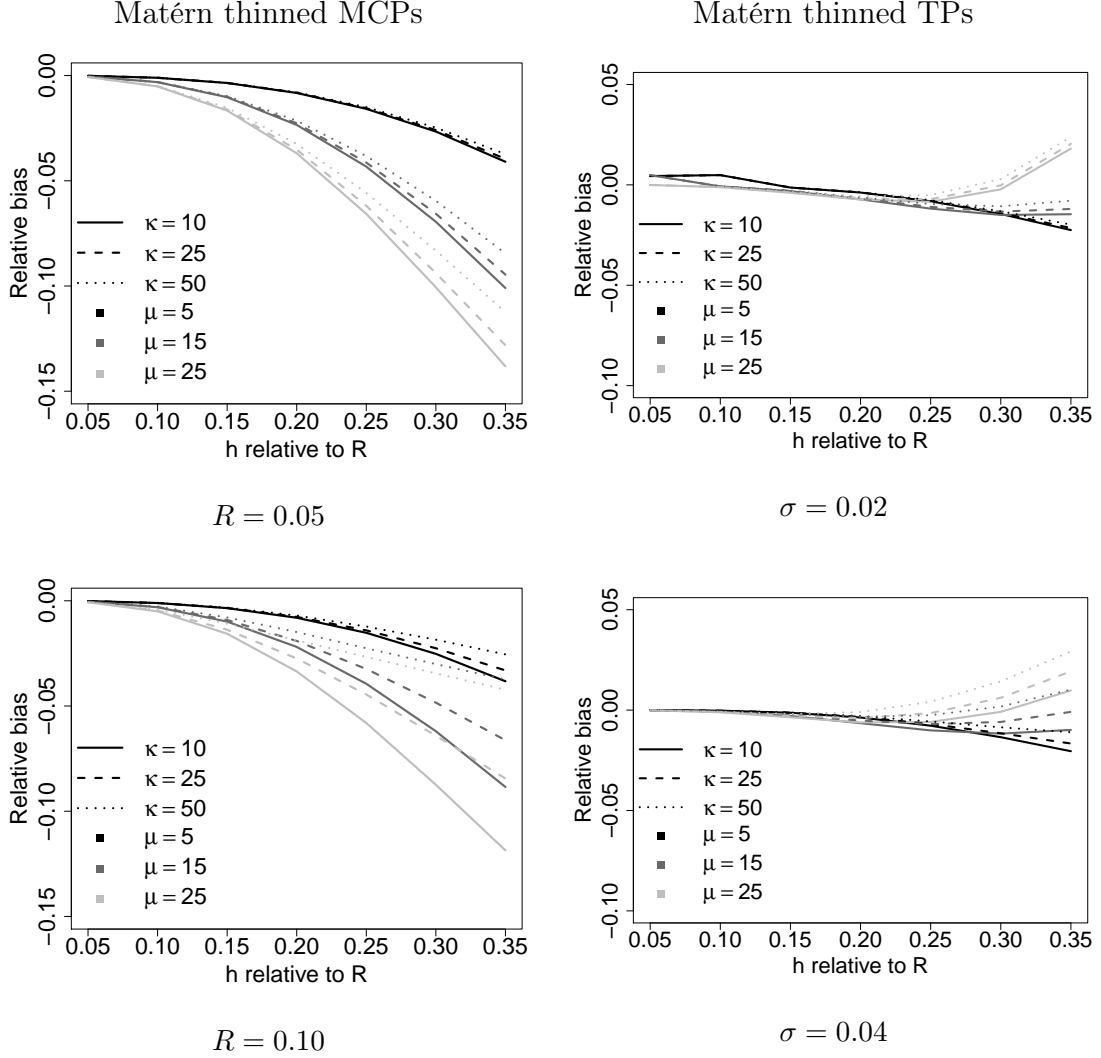 Matérn thinned MCPs
Matérn thinned TPs
Relative bias
0.00
−0.05
−0.10
−0.15
κ = 10
κ = 25
κ = 50
μ = 5
μ = 15
μ = 25
0.05 0.10 0.15 0.20 0.25 0.30 0.35
h relative to R
R = 0.05
Relative bias
0.05
0.00
−0.05
−0.10
κ = 10
κ = 25
κ = 50
μ = 5
μ = 15
μ = 25
0.05 0.10 0.15 0.20 0.25 0.30 0.35
h relative to R
σ = 0.02
Relative bias
0.00
−0.05
−0.10
−0.15
κ = 10
κ = 25
κ = 50
μ = 5
μ = 15
μ = 25
0.05 0.10 0.15 0.20 0.25 0.30 0.35
h relative to R
R = 0.10
Relative bias
0.05
0.00
−0.05
−0.10
κ = 10
κ = 25
κ = 50
μ = 5
μ = 15
μ = 25
0.05 0.10 0.15 0.20 0.25 0.30 0.35
h relative to R
σ = 0.04